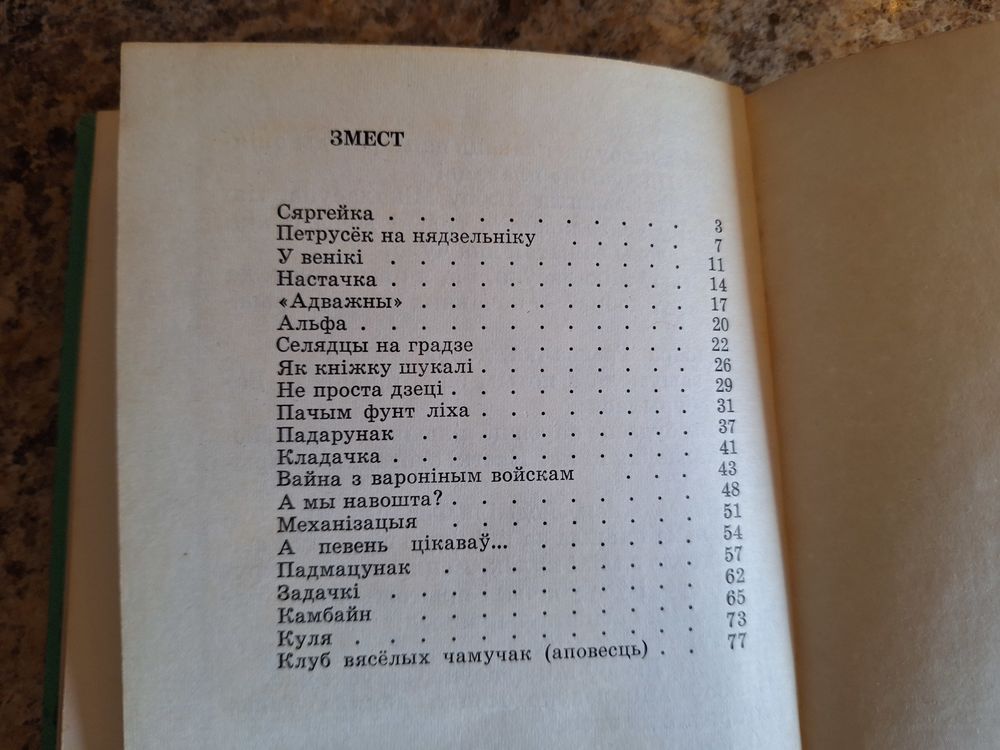 ЗМЕСТ
Сяргейка . . . . . . . . . . 3
Петрусёк на нядзельніку . . . . 7
У венікі . . . . . . . . . . 11
Настачка . . . . . . . . . . 14
«Адважны» . . . . . . . . . 17
Альфа . . . . . . . . . . . 20
Селядцы на градзе . . . . . . 22
Як кніжку шукалі . . . . . . . 26
Не проста дзеці . . . . . . . . 29
Пачым фунт ліха . . . . . . . 31
Падарунак . . . . . . . . . 37
Кладачка . . . . . . . . . . 41
Вайна з вароніным войскам . . . 43
А мы навошта? . . . . . . . . 48
Механізацыя . . . . . . . . 51
А певень цікаваў... . . . . . . 54
Падмацунак . . . . . . . . 57
Задачкі . . . . . . . . . . 62
Камбайн . . . . . . . . . 65
Куля . . . . . . . . . . . 73
Клуб вясёлых чамучак (аповесць) . . 77